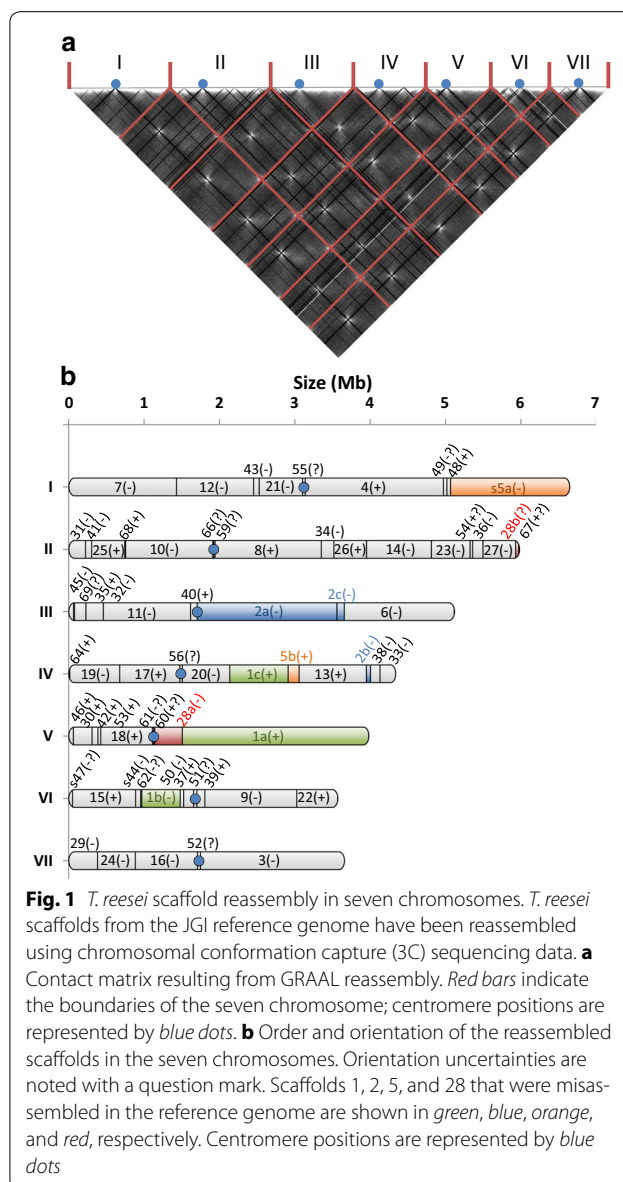 a
I II III IV V VI VII
b
Size (Mb)
0 1 2 3 4 5 6 7
43(-) 55(?) 49(-?) 48(+)
I 7(-) 12(-) 21(-) 4(+) s5a(-)
31(-) 41(-) 68(+) 66(?) 59(?) 34(-) 54(+?) 36(-) 28b(?) 67(+?)
II 25(+) 10(-) 8(+) 26(+) 14(-) 23(-) 27(-)
45(-) 69(?) 35(+) 32(-) 40(+) 2c(-)
III 11(-) 2a(-) 6(-)
64(+) 56(?) 5b(+) 2b(-) 38(-) 33(-)
IV 19(-) 17(+) 20(-) 1c(+) 13(+)
46(+) 30(+) 42(+) 53(+) 61(-?) 60(+?) 28a(-)
V 18(+) 1a(+)
s47(-?) s44(-) 62(-?) 50(-) 37(+) 51(?) 39(+)
VI 15(+) 1b(-) 9(-) 22(+)
29(-) 52(?)
VII 24(-) 16(-) 3(-)
Fig. 1 T. reesei scaffold reassembly in seven chromosomes. T. reesei
scaffolds from the JGI reference genome have been reassembled
using chromosomal conformation capture (3C) sequencing data. a
Contact matrix resulting from GRAAL reassembly. Red bars indicate
the boundaries of the seven chromosome; centromere positions are
represented by blue dots. b Order and orientation of the reassembled
scaffolds in the seven chromosomes. Orientation uncertainties are
noted with a question mark. Scaffolds 1, 2, 5, and 28 that were misas-
sembled in the reference genome are shown in green, blue, orange,
and red, respectively. Centromere positions are represented by blue
dots